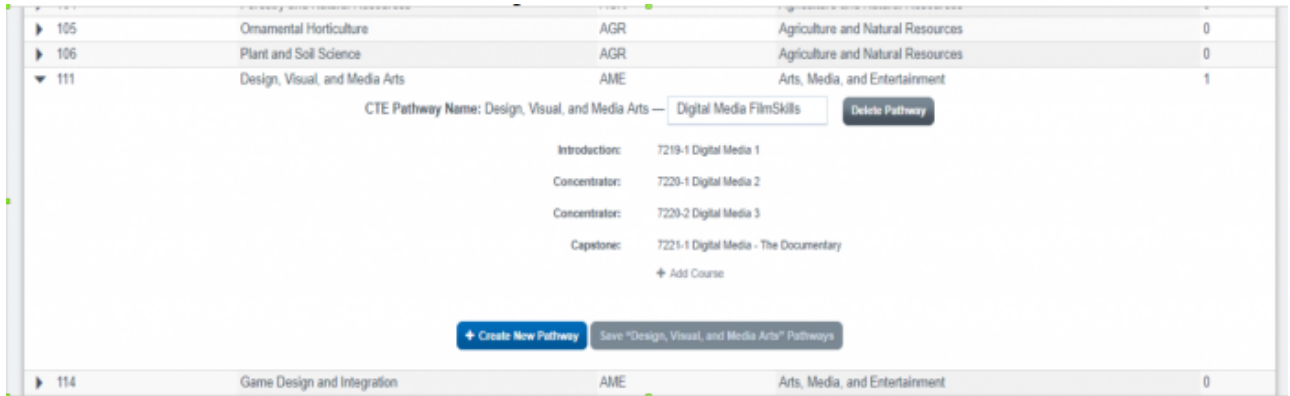 105 Ornamental Horticulture AGR Agriculture and Natural Resources 0
106 Plant and Soil Science AGR Agriculture and Natural Resources 0
111 Design, Visual, and Media Arts AME Arts, Media, and Entertainment 1
CTE Pathway Name: Design, Visual, and Media Arts — Digital Media FilmSkills Delete Pathway
Introduction: 7219-1 Digital Media 1
Concentrator: 7220-1 Digital Media 2
Concentrator: 7220-2 Digital Media 3
Capstone: 7221-1 Digital Media - The Documentary
+ Add Course
+ Create New Pathway Save "Design, Visual, and Media Arts" Pathways
114 Game Design and Integration AME Arts, Media, and Entertainment 0